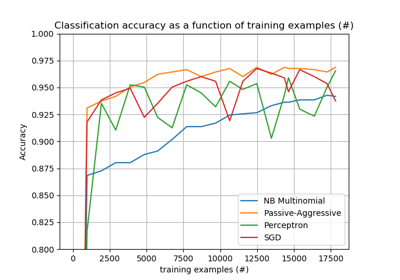 Classification accuracy as a function of training examples (#)
1.000
0.975
0.950
0.925
0.900
0.875
0.850
0.825
0.800
Accuracy
NB Multinomial
Passive-Aggressive
Perceptron
SGD
0 2500 5000 7500 10000 12500 15000 17500
training examples (#)